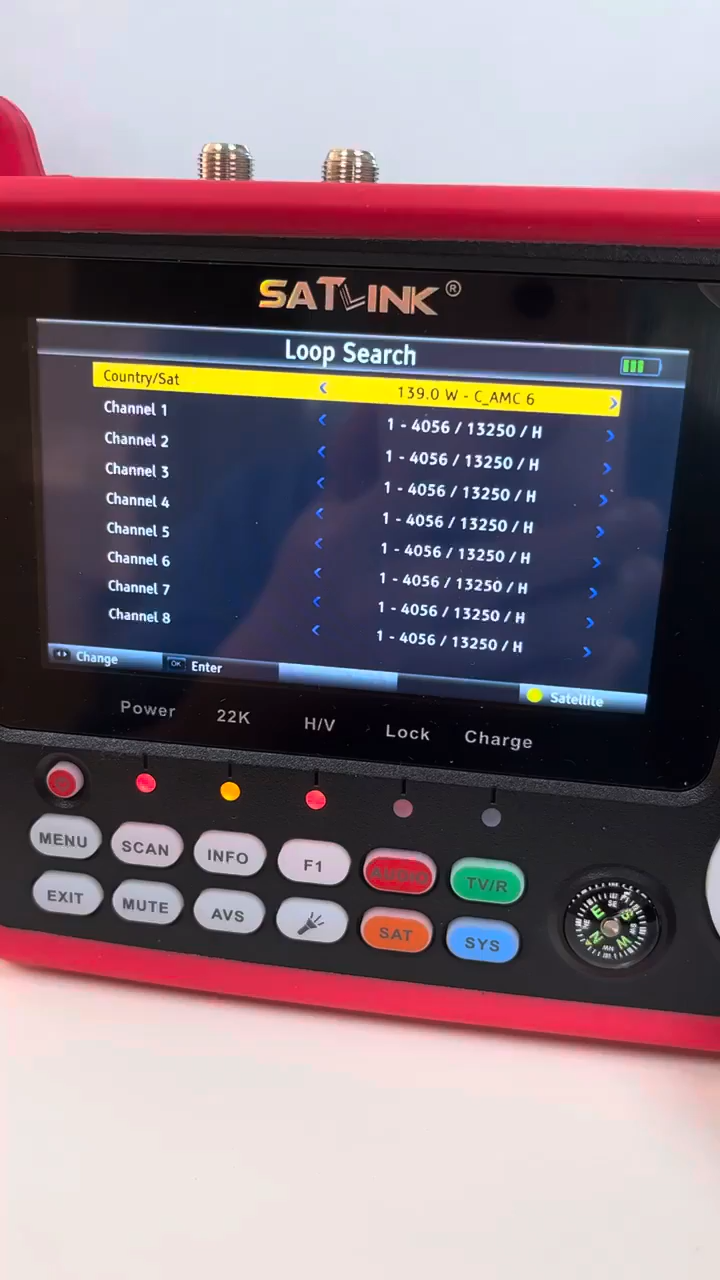 SATLINK®
Loop Search
Country/Sat < 139.0 W - C_AMC 6 >
Channel 1 < 1 - 4056 / 13250 / H >
Channel 2 < 1 - 4056 / 13250 / H >
Channel 3 < 1 - 4056 / 13250 / H >
Channel 4 < 1 - 4056 / 13250 / H >
Channel 5 < 1 - 4056 / 13250 / H >
Channel 6 < 1 - 4056 / 13250 / H >
Channel 7 < 1 - 4056 / 13250 / H >
Channel 8 < 1 - 4056 / 13250 / H >
Change OK Enter Satellite
Power 22K H/V Lock Charge
MENU SCAN INFO F1 AUDIO TV/R
EXIT MUTE AVS SAT SYS
E S N W